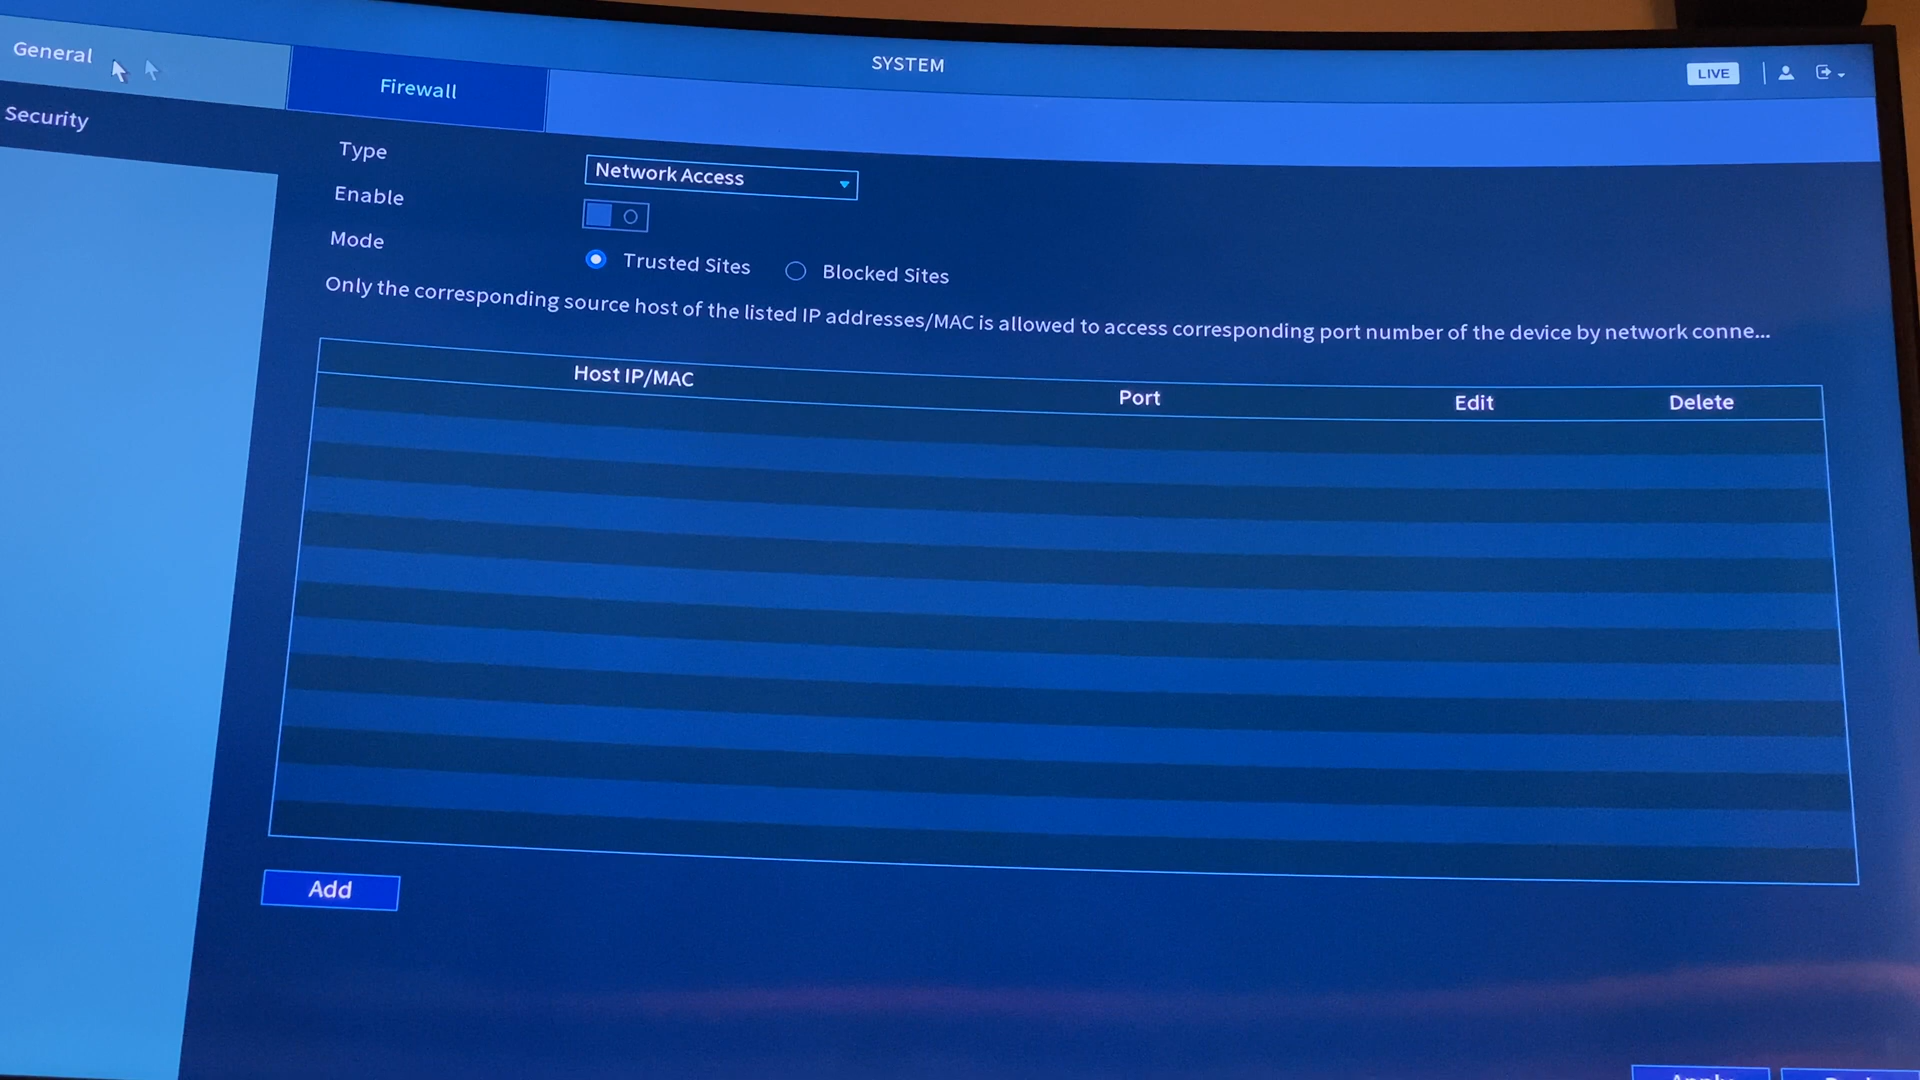 General
Firewall
SYSTEM
LIVE
Security
Type
Network Access
Enable
Mode
Trusted Sites
Blocked Sites
Only the corresponding source host of the listed IP addresses/MAC is allowed to access corresponding port number of the device by network conne...
Host IP/MAC
Port
Edit
Delete
Add